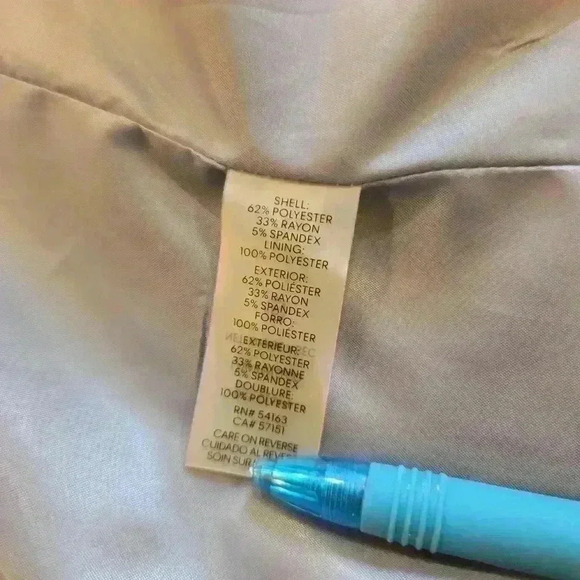 SHELL:
62% POLYESTER
33% RAYON
5% SPANDEX
LINING:
100% POLYESTER
EXTERIOR:
62% POLIÉSTER
33% RAYON
5% SPANDEX
FORRO:
100% POLIÉSTER
EXTÉRIEUR:
62% POLYESTER
33% RAYONNE
5% SPANDEX
DOUBLURE:
100% POLYESTER
RN# 54163
CA# 57151
CARE ON REVERSE
CUIDADO AL
SOIN